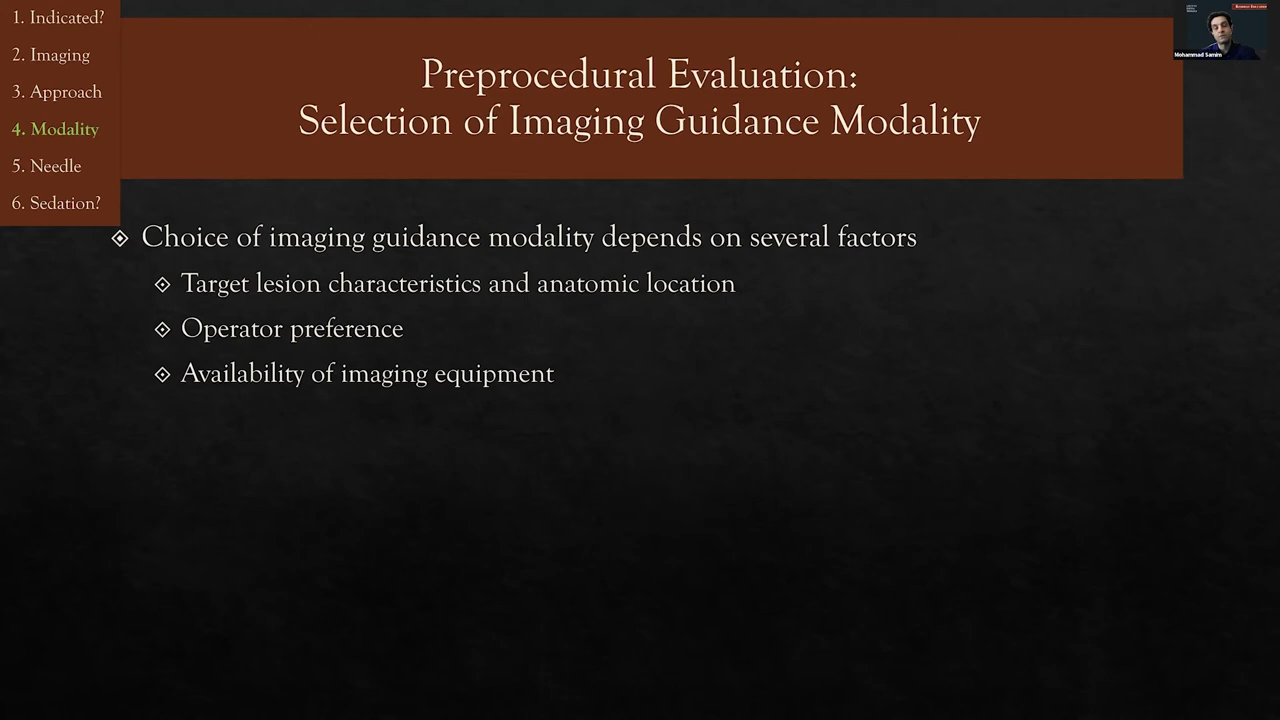 1. Indicated?
2. Imaging
3. Approach
4. Modality
5. Needle
6. Sedation?
Preprocedural Evaluation:
Selection of Imaging Guidance Modality
Choice of imaging guidance modality depends on several factors
Target lesion characteristics and anatomic location
Operator preference
Availability of imaging equipment
Mohammad Samim